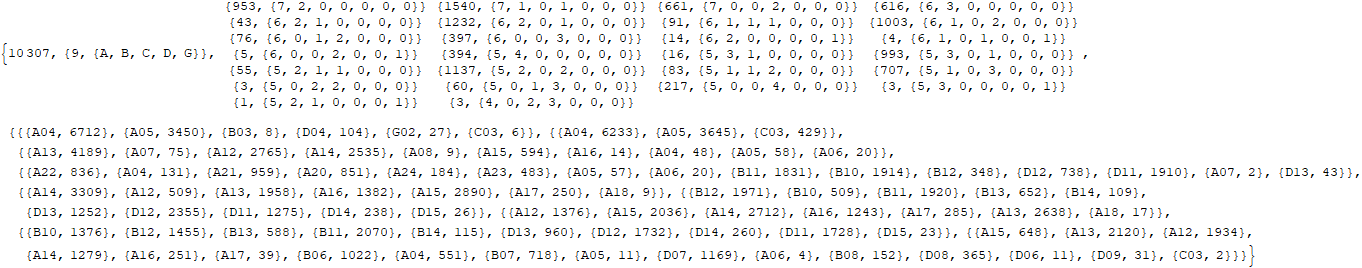 {953, {7, 2, 0, 0, 0, 0, 0}} {1540, {7, 1, 0, 1, 0, 0, 0}} {661, {7, 0, 0, 2, 0, 0, 0}} {616, {6, 3, 0, 0, 0, 0, 0}}
{43, {6, 2, 1, 0, 0, 0, 0}} {1232, {6, 2, 0, 1, 0, 0, 0}} {91, {6, 1, 1, 1, 0, 0, 0}} {1003, {6, 1, 0, 2, 0, 0, 0}}
{76, {6, 0, 1, 2, 0, 0, 0}} {397, {6, 0, 0, 3, 0, 0, 0}} {14, {6, 2, 0, 0, 0, 0, 1}} {4, {6, 1, 0, 1, 0, 0, 1}}
{10307, {9, {A, B, C, D, G}}, {5, {6, 0, 0, 2, 0, 0, 1}} {394, {5, 4, 0, 0, 0, 0, 0}} {16, {5, 3, 1, 0, 0, 0, 0}} {993, {5, 3, 0, 1, 0, 0, 0}} ,
{55, {5, 2, 1, 1, 0, 0, 0}} {1137, {5, 2, 0, 2, 0, 0, 0}} {83, {5, 1, 1, 2, 0, 0, 0}} {707, {5, 1, 0, 3, 0, 0, 0}}
{3, {5, 0, 2, 2, 0, 0, 0}} {60, {5, 0, 1, 3, 0, 0, 0}} {217, {5, 0, 0, 4, 0, 0, 0}} {3, {5, 3, 0, 0, 0, 0, 1}}
{1, {5, 2, 1, 0, 0, 0, 1}} {3, {4, 0, 2, 3, 0, 0, 0}}
{{{A04, 6712}, {A05, 3450}, {B03, 8}, {D04, 104}, {G02, 27}, {C03, 6}}, {{A04, 6233}, {A05, 3645}, {C03, 429}},
{{A13, 4189}, {A07, 75}, {A12, 2765}, {A14, 2535}, {A08, 9}, {A15, 594}, {A16, 14}, {A04, 48}, {A05, 58}, {A06, 20}},
{{A22, 836}, {A04, 131}, {A21, 959}, {A20, 851}, {A24, 184}, {A23, 483}, {A05, 57}, {A06, 20}, {B11, 1831}, {B10, 1914}, {B12, 348}, {D12, 738}, {D11, 1910}, {A07, 2}, {D13, 43}},
{{A14, 3309}, {A12, 509}, {A13, 1958}, {A16, 1382}, {A15, 2890}, {A17, 250}, {A18, 9}}, {{B12, 1971}, {B10, 509}, {B11, 1920}, {B13, 652}, {B14, 109},
{D13, 1252}, {D12, 2355}, {D11, 1275}, {D14, 238}, {D15, 26}}, {{A12, 1376}, {A15, 2036}, {A14, 2712}, {A16, 1243}, {A17, 285}, {A13, 2638}, {A18, 17}},
{{B10, 1376}, {B12, 1455}, {B13, 588}, {B11, 2070}, {B14, 115}, {D13, 960}, {D12, 1732}, {D14, 260}, {D11, 1728}, {D15, 23}}, {{A15, 648}, {A13, 2120}, {A12, 1934},
{A14, 1279}, {A16, 251}, {A17, 39}, {B06, 1022}, {A04, 551}, {B07, 718}, {A05, 11}, {D07, 1169}, {A06, 4}, {B08, 152}, {D08, 365}, {D06, 11}, {D09, 31}, {C03, 2}}}}